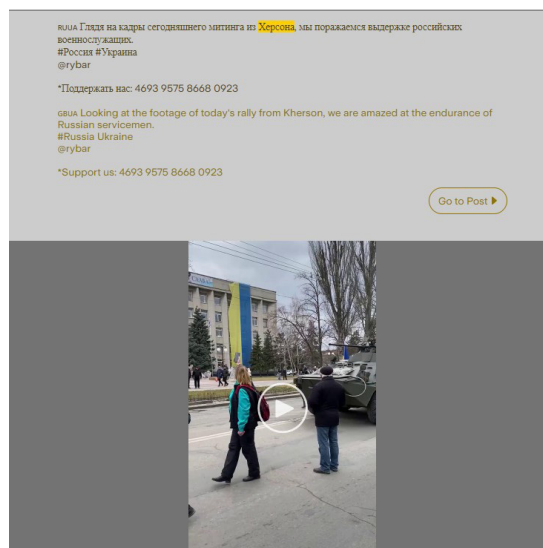 RUUA Глядя на кадры сегодняшнего митинга из Херсона, мы поражаемся выдержке российских
военнослужащих.
#Россия #Украина
@rybar
*Поддержать нас: 4693 9575 8668 0923
GBUA Looking at the footage of today's rally from Kherson, we are amazed at the endurance of
Russian servicemen.
#Russia Ukraine
@rybar
*Support us: 4693 9575 8668 0923
Go to Post